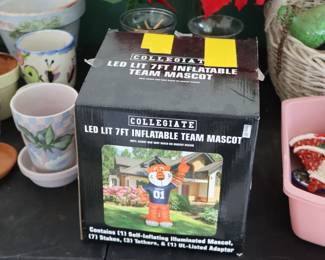 COLLEGIATE
LED LIT 7FT INFLATABLE
TEAM MASCOT
COLLEGIATE
LED LIT 7FT INFLATABLE TEAM MASCOT
01
Contains (1) Self-Inflating Illuminated Mascot,
(7) Stakes, (3) Tethers, & (1) UL-Listed Adapter